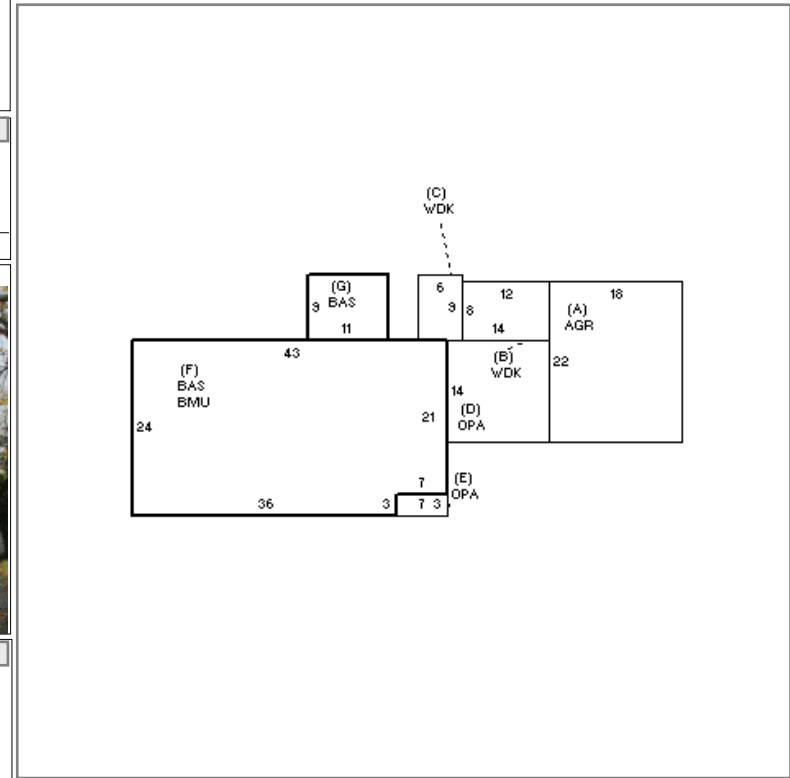 (C)
WDK
6
9
8
12
14
18
(A)
AGR
22
(G)
BAS
9
11
43
(F)
BAS
BMU
24
21
(B)
WDK
14
(D)
OPA
7
(E)
OPA
36
3
7 3